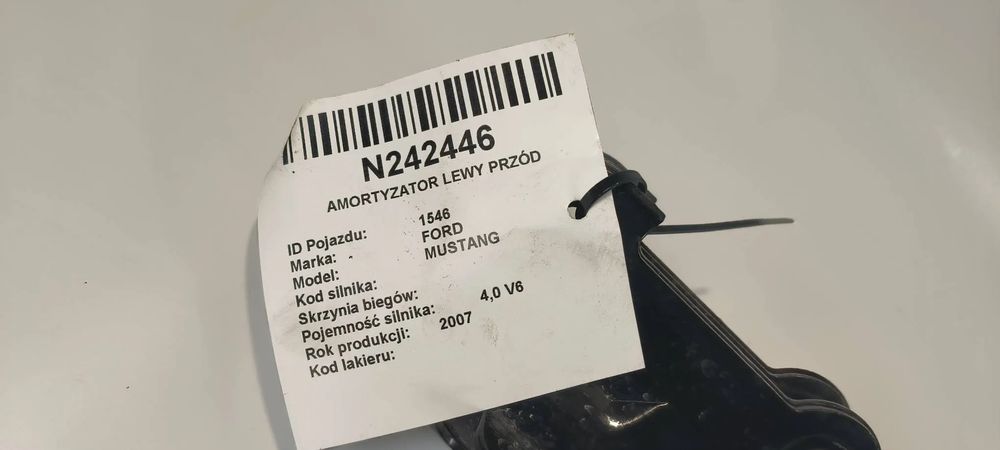 N242446
AMORTYZATOR LEWY PRZÓD
ID Pojazdu: 1546
Marka: FORD
Model: MUSTANG
Kod silnika:
Skrzynia biegów:
Pojemność silnika: 4,0 V6
Rok produkcji: 2007
Kod lakieru: